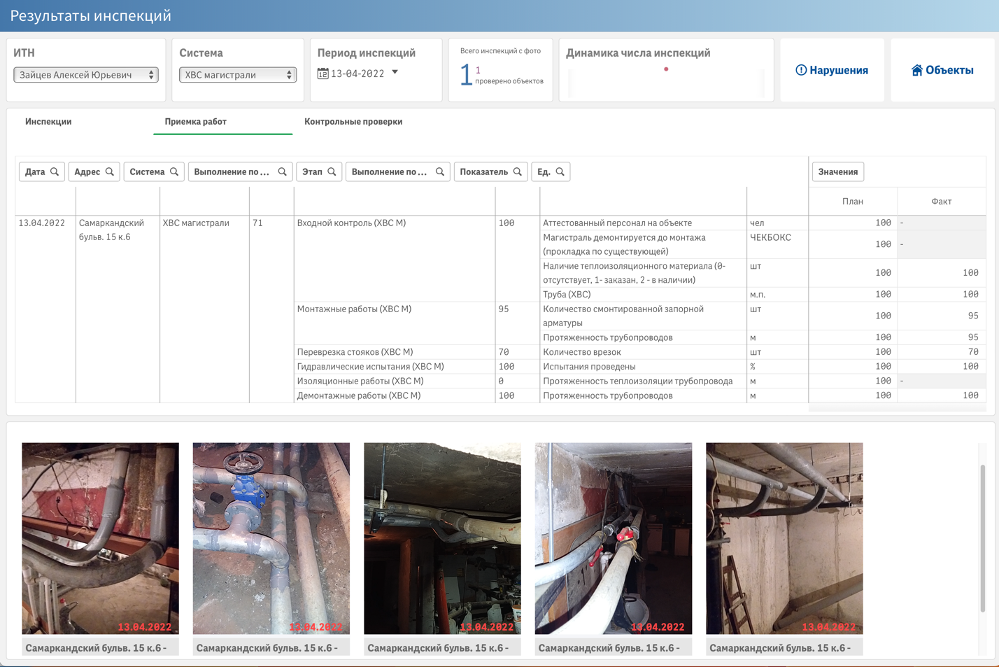 Результаты инспекций
ИТН
Зайцев Алексей Юрьевич
Система
ХВС магистрали
Период инспекций
12 13-04-2022
Всего инспекций с фото
1 1
проверено объектов
Динамика числа инспекций
Нарушения
Объекты
Инспекции Приемка работ Контрольные проверки
Дата Адрес Система Выполнение по ... Этап Выполнение по ... Показатель Ед. Значения
План Факт
13.04.2022 Самаркандский ХВС магистрали 71 Входной контроль (ХВС М) 100 Аттестованный персонал на объекте чел 100 -
бульв. 15 к.6 Магистраль демонтируется до монтажа ЧЕКБОКС
(прокладка по существующей) 100 -
Наличие теплоизоляционного материала (0- шт
отсутствует, 1- заказан, 2 - в наличии) 100 100
Труба (ХВС) м.п. 100 100
Монтажные работы (ХВС М) 95 Количество смонтированной запорной шт
арматуры 100 95
Протяженность трубопроводов м 100 95
Переврезка стояков (ХВС М) 70 Количество врезок шт 100 70
Гидравлические испытания (ХВС М) 100 Испытания проведены % 100 100
Изоляционные работы (ХВС М) 0 Протяженность теплоизоляции трубопровода м 100 -
Демонтажные работы (ХВС М) 100 Протяженность трубопроводов м 100 100
13.04.2022 13.04.2022 13.04.2022 13.04.2022 13.04.2022
Самаркандский бульв. 15 к.6 - Самаркандский бульв. 15 к.6 - Самаркандский бульв. 15 к.6 - Самаркандский бульв. 15 к.6 - Самаркандский бульв. 15 к.6 -